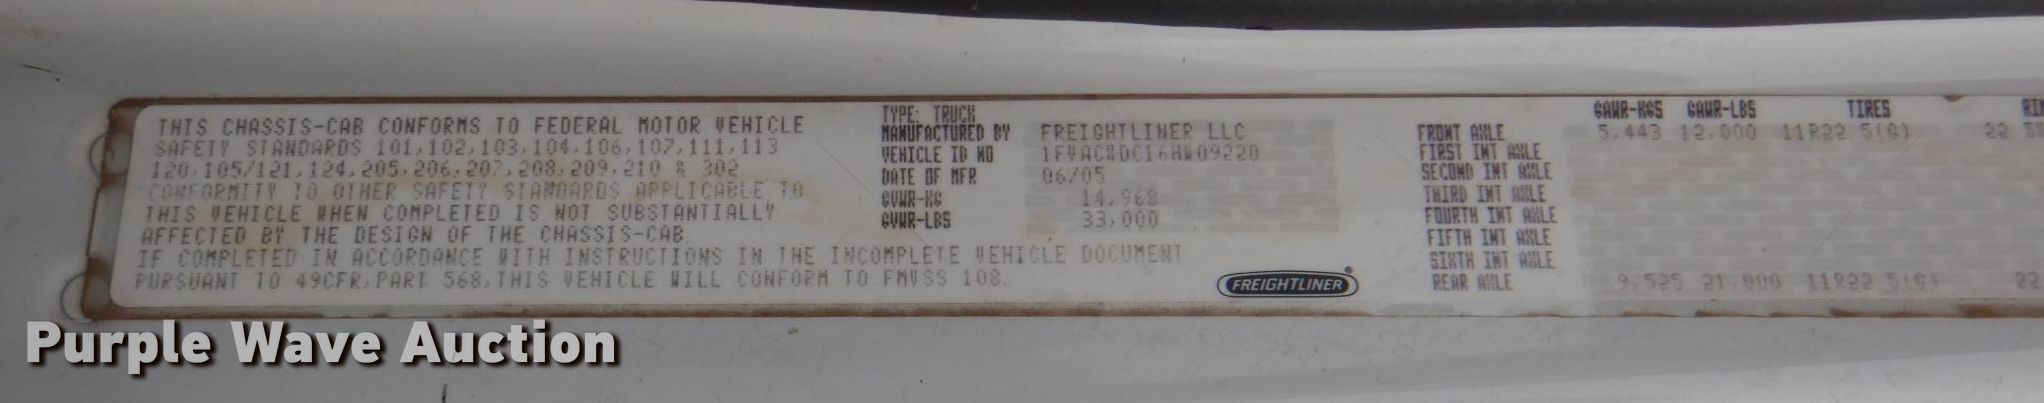 THIS CHASSIS-CAB CONFORMS TO FEDERAL MOTOR VEHICLE
SAFETY STANDARDS 101,102,103,104,106,107,111,113
120,105/121,124,205,206,207,208,209,210 & 302.
CONFORMITY TO OTHER SAFETY STANDARDS APPLICABLE TO
THIS VEHICLE WHEN COMPLETED IS NOT SUBSTANTIALLY
AFFECTED BY THE DESIGN OF THE CHASSIS-CAB.
IF COMPLETED IN ACCORDANCE WITH INSTRUCTIONS IN THE INCOMPLETE VEHICLE DOCUMENT
PURSUANT TO 49CFR,PART 568,THIS VEHICLE WILL CONFORM TO FMVSS 108.
TYPE: TRUCK
MANUFACTURED BY FREIGHTLINER LLC
VEHICLE ID NO 1FVACXDC16HW09220
DATE OF MFR 06/05
GVWR-KG 14,968
GVWR-LBS 33,000
FREIGHTLINER®
GAWR-KGS GAWR-LBS TIRES
FRONT AXLE 5,443 12,000 11R22.5(G) 22
FIRST INT AXLE
SECOND INT AXLE
THIRD INT AXLE
FOURTH INT AXLE
FIFTH INT AXLE
SIXTH INT AXLE
REAR AXLE 9,525 21,000 11R22.5(G) 22
Purple Wave Auction